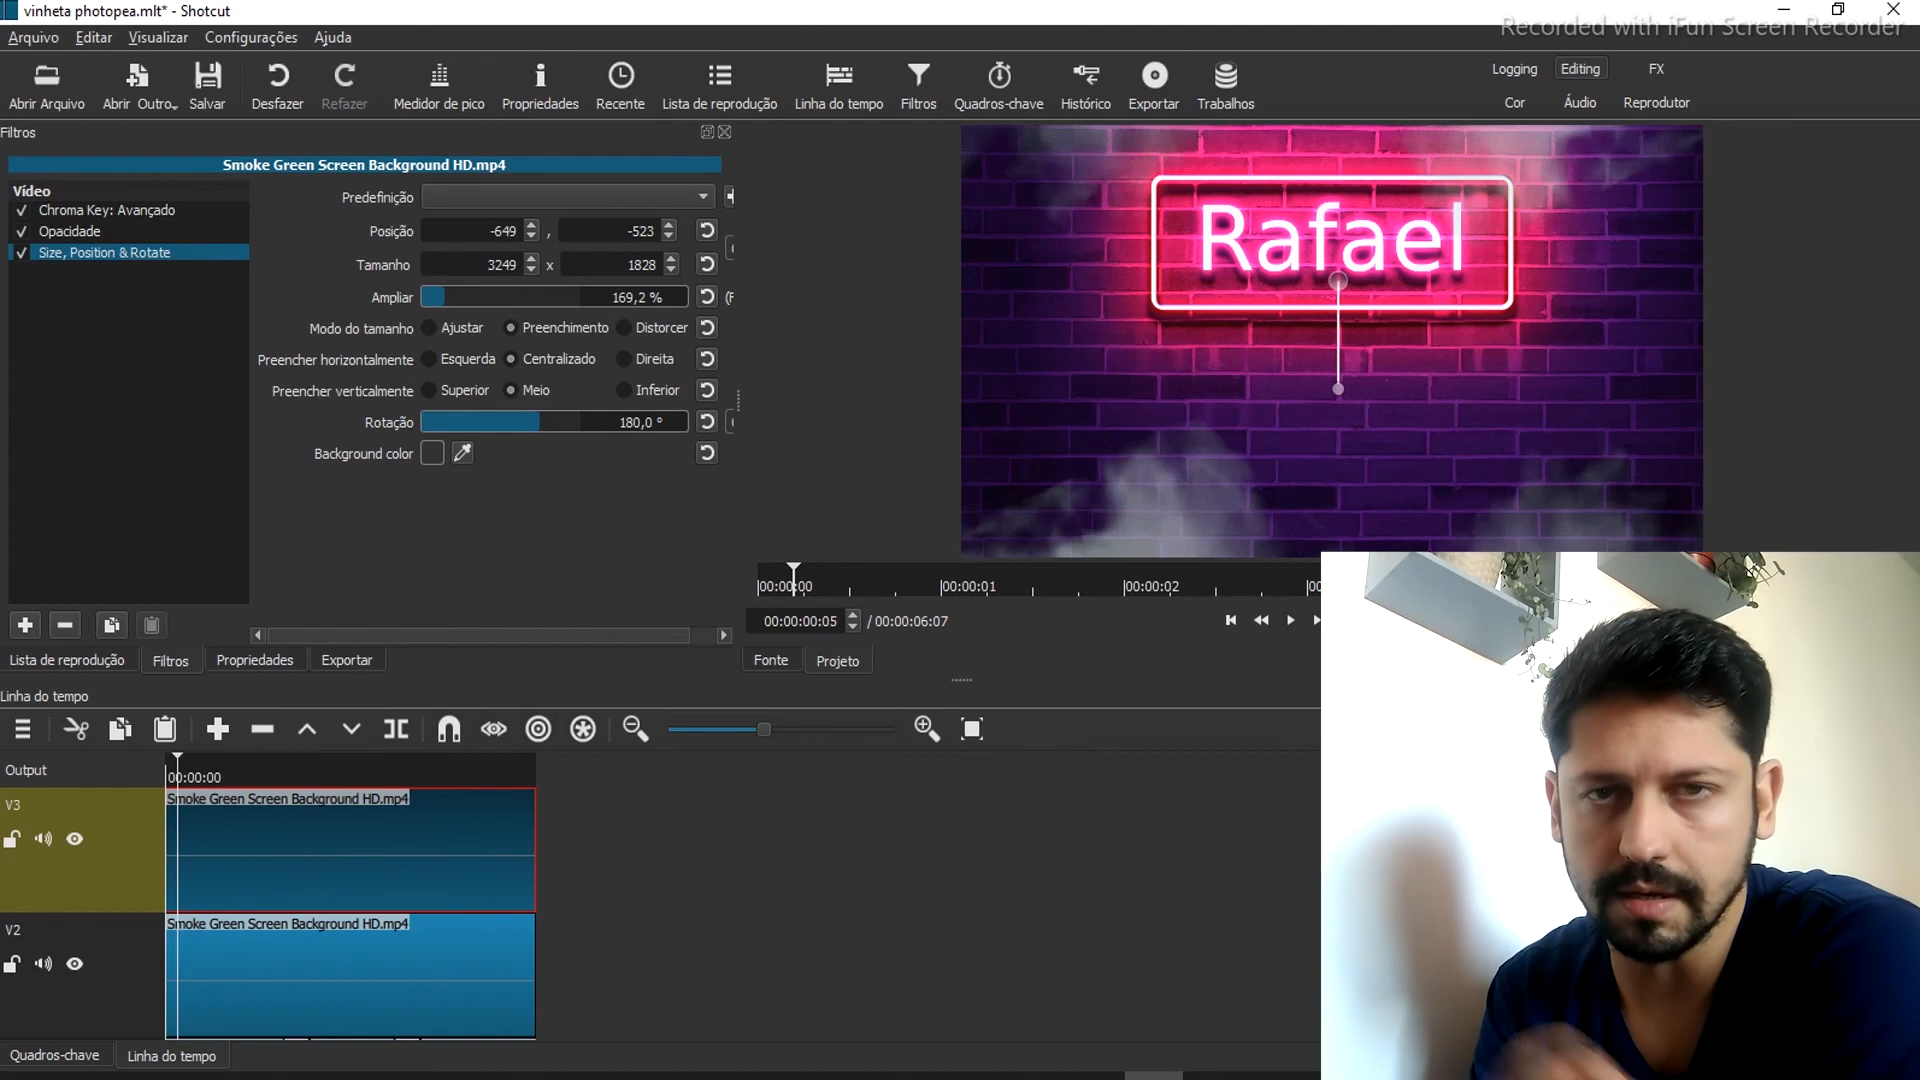 vinheta photopea.mlt* - Shotcut
Recorded with iFun Screen Recorder
Arquivo Editar Visualizar Configurações Ajuda
Abrir Arquivo Abrir Outro... Salvar Desfazer Refazer Medidor de pico Propriedades Recente Lista de reprodução Linha do tempo Filtros Quadros-chave Histórico Exportar Trabalhos
Logging Editing FX
Cor Áudio Reprodutor
Filtros
Smoke Green Screen Background HD.mp4
Vídeo
Chroma Key: Avançado
Opacidade
Size, Position & Rotate
Predefinição
Posição -649 , -523
Tamanho 3249 x 1828
Ampliar 169,2 %
Modo do tamanho Ajustar Preenchimento Distorcer
Preencher horizontalmente Esquerda Centralizado Direita
Preencher verticalmente Superior Meio Inferior
Rotação 180,0 °
Background color
Rafael
00:00:00 00:00:01 00:00:02
00:00:00:05 / 00:00:06:07
Lista de reprodução Filtros Propriedades Exportar
Fonte Projeto
Linha do tempo
Output
00:00:00
V3
Smoke Green Screen Background HD.mp4
V2
Smoke Green Screen Background HD.mp4
Quadros-chave Linha do tempo